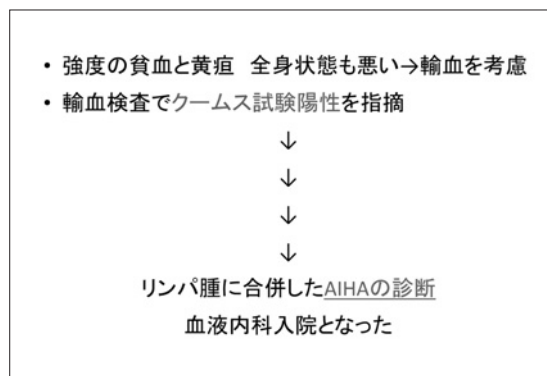 • 強度の貧血と黄疸 全身状態も悪い→輸血を考慮
• 輸血検査でクームス試験陽性を指摘
↓
↓
↓
↓
リンパ腫に合併したAIHAの診断
血液内科入院となった